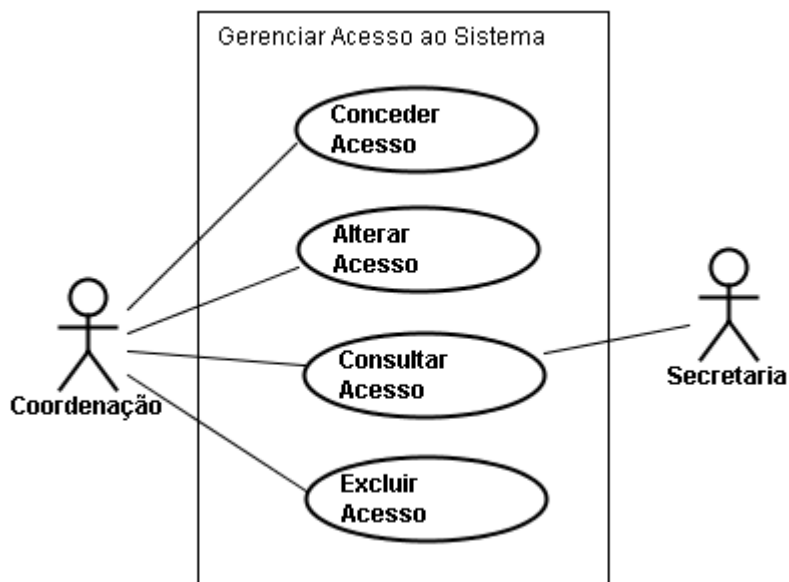 Gerenciar Acesso ao Sistema
Conceder
Acesso
Alterar
Acesso
Consultar
Acesso
Excluir
Acesso
Coordenação
Secretaria